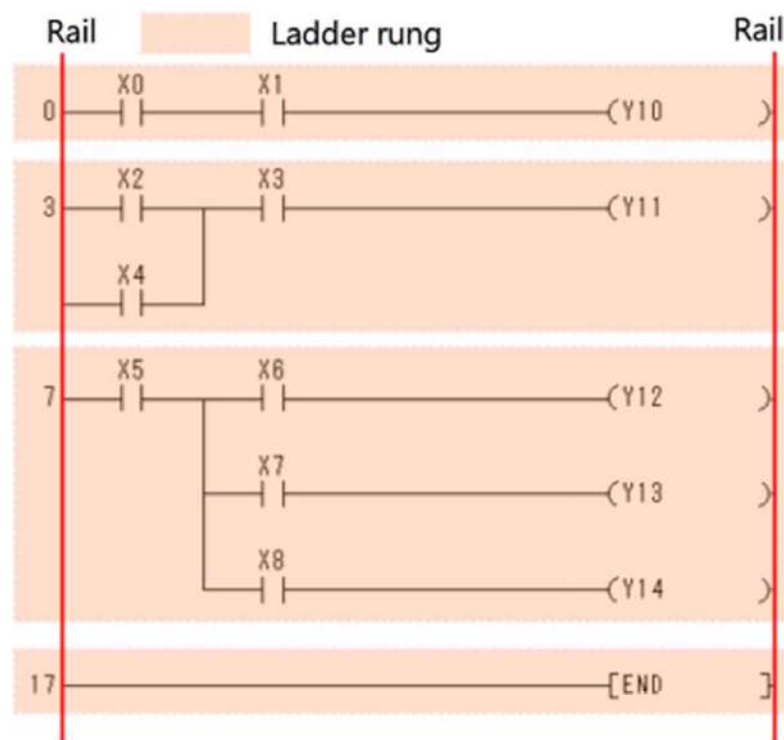 Rail Ladder rung Rail
X0 X1
0 (Y10 )
X2 X3
3 (Y11 )
X4
X5 X6
7 (Y12 )
X7
(Y13 )
X8
(Y14 )
17 [END ]